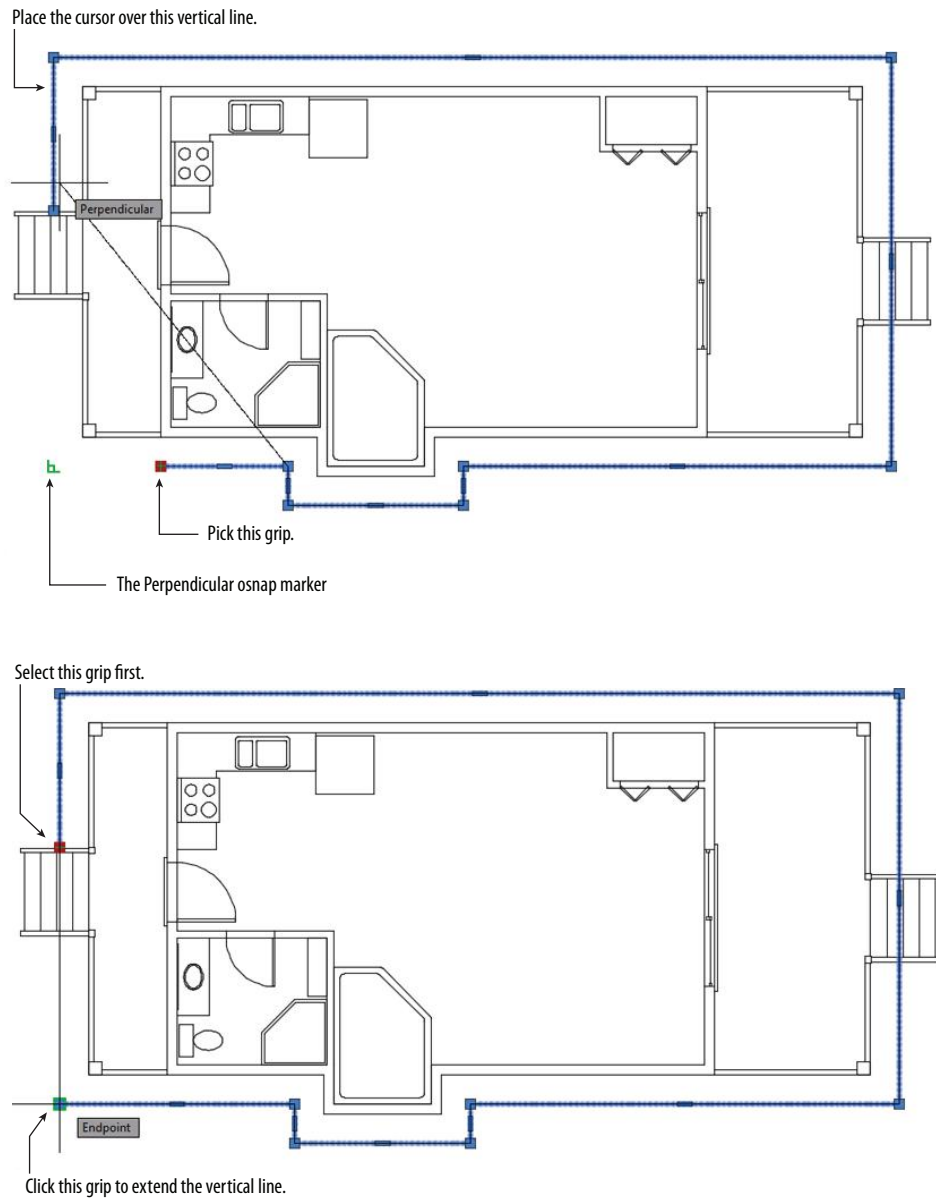 Place the cursor over this vertical line.
Perpendicular
Pick this grip.
The Perpendicular osnap marker
Select this grip first.
Endpoint
Click this grip to extend the vertical line.